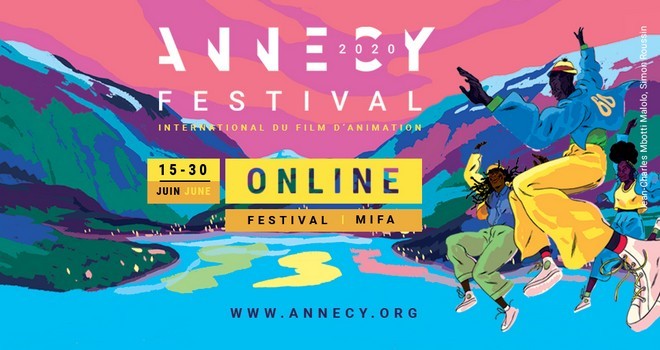 ANNECY
2020
FESTIVAL
INTERNATIONAL DU FILM D'ANIMATION
15-30
JUIN JUNE
ONLINE
FESTIVAL | MIFA
WWW.ANNECY.ORG
60
Jean-Charles Mbotti Malolo, Simon Roussin